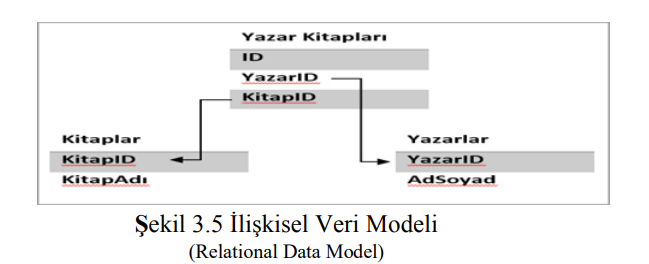 Yazar Kitapları
ID
YazarID
KitapID
Kitaplar
KitapID
KitapAdı
Yazarlar
YazarID
AdSoyad
Şekil 3.5 İlişkisel Veri Modeli
(Relational Data Model)